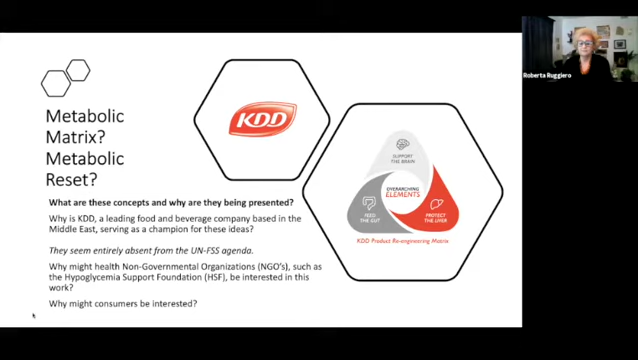 Roberta Ruggiero
KDD
Metabolic
Matrix?
Metabolic
Reset?
SUPPORT
THE BRAIN
OVERARCHING
ELEMENTS
FEED
THE GUT
PROTECT
THE LIVER
KDD Product Re-engineering Matrix
What are these concepts and why are they being presented?
Why is KDD, a leading food and beverage company based in the
Middle East, serving as a champion for these ideas?
They seem entirely absent from the UN-FSS agenda.
Why might health Non-Governmental Organizations (NGO's), such as
the Hypoglycemia Support Foundation (HSF), be interested in this
work?
Why might consumers be interested?